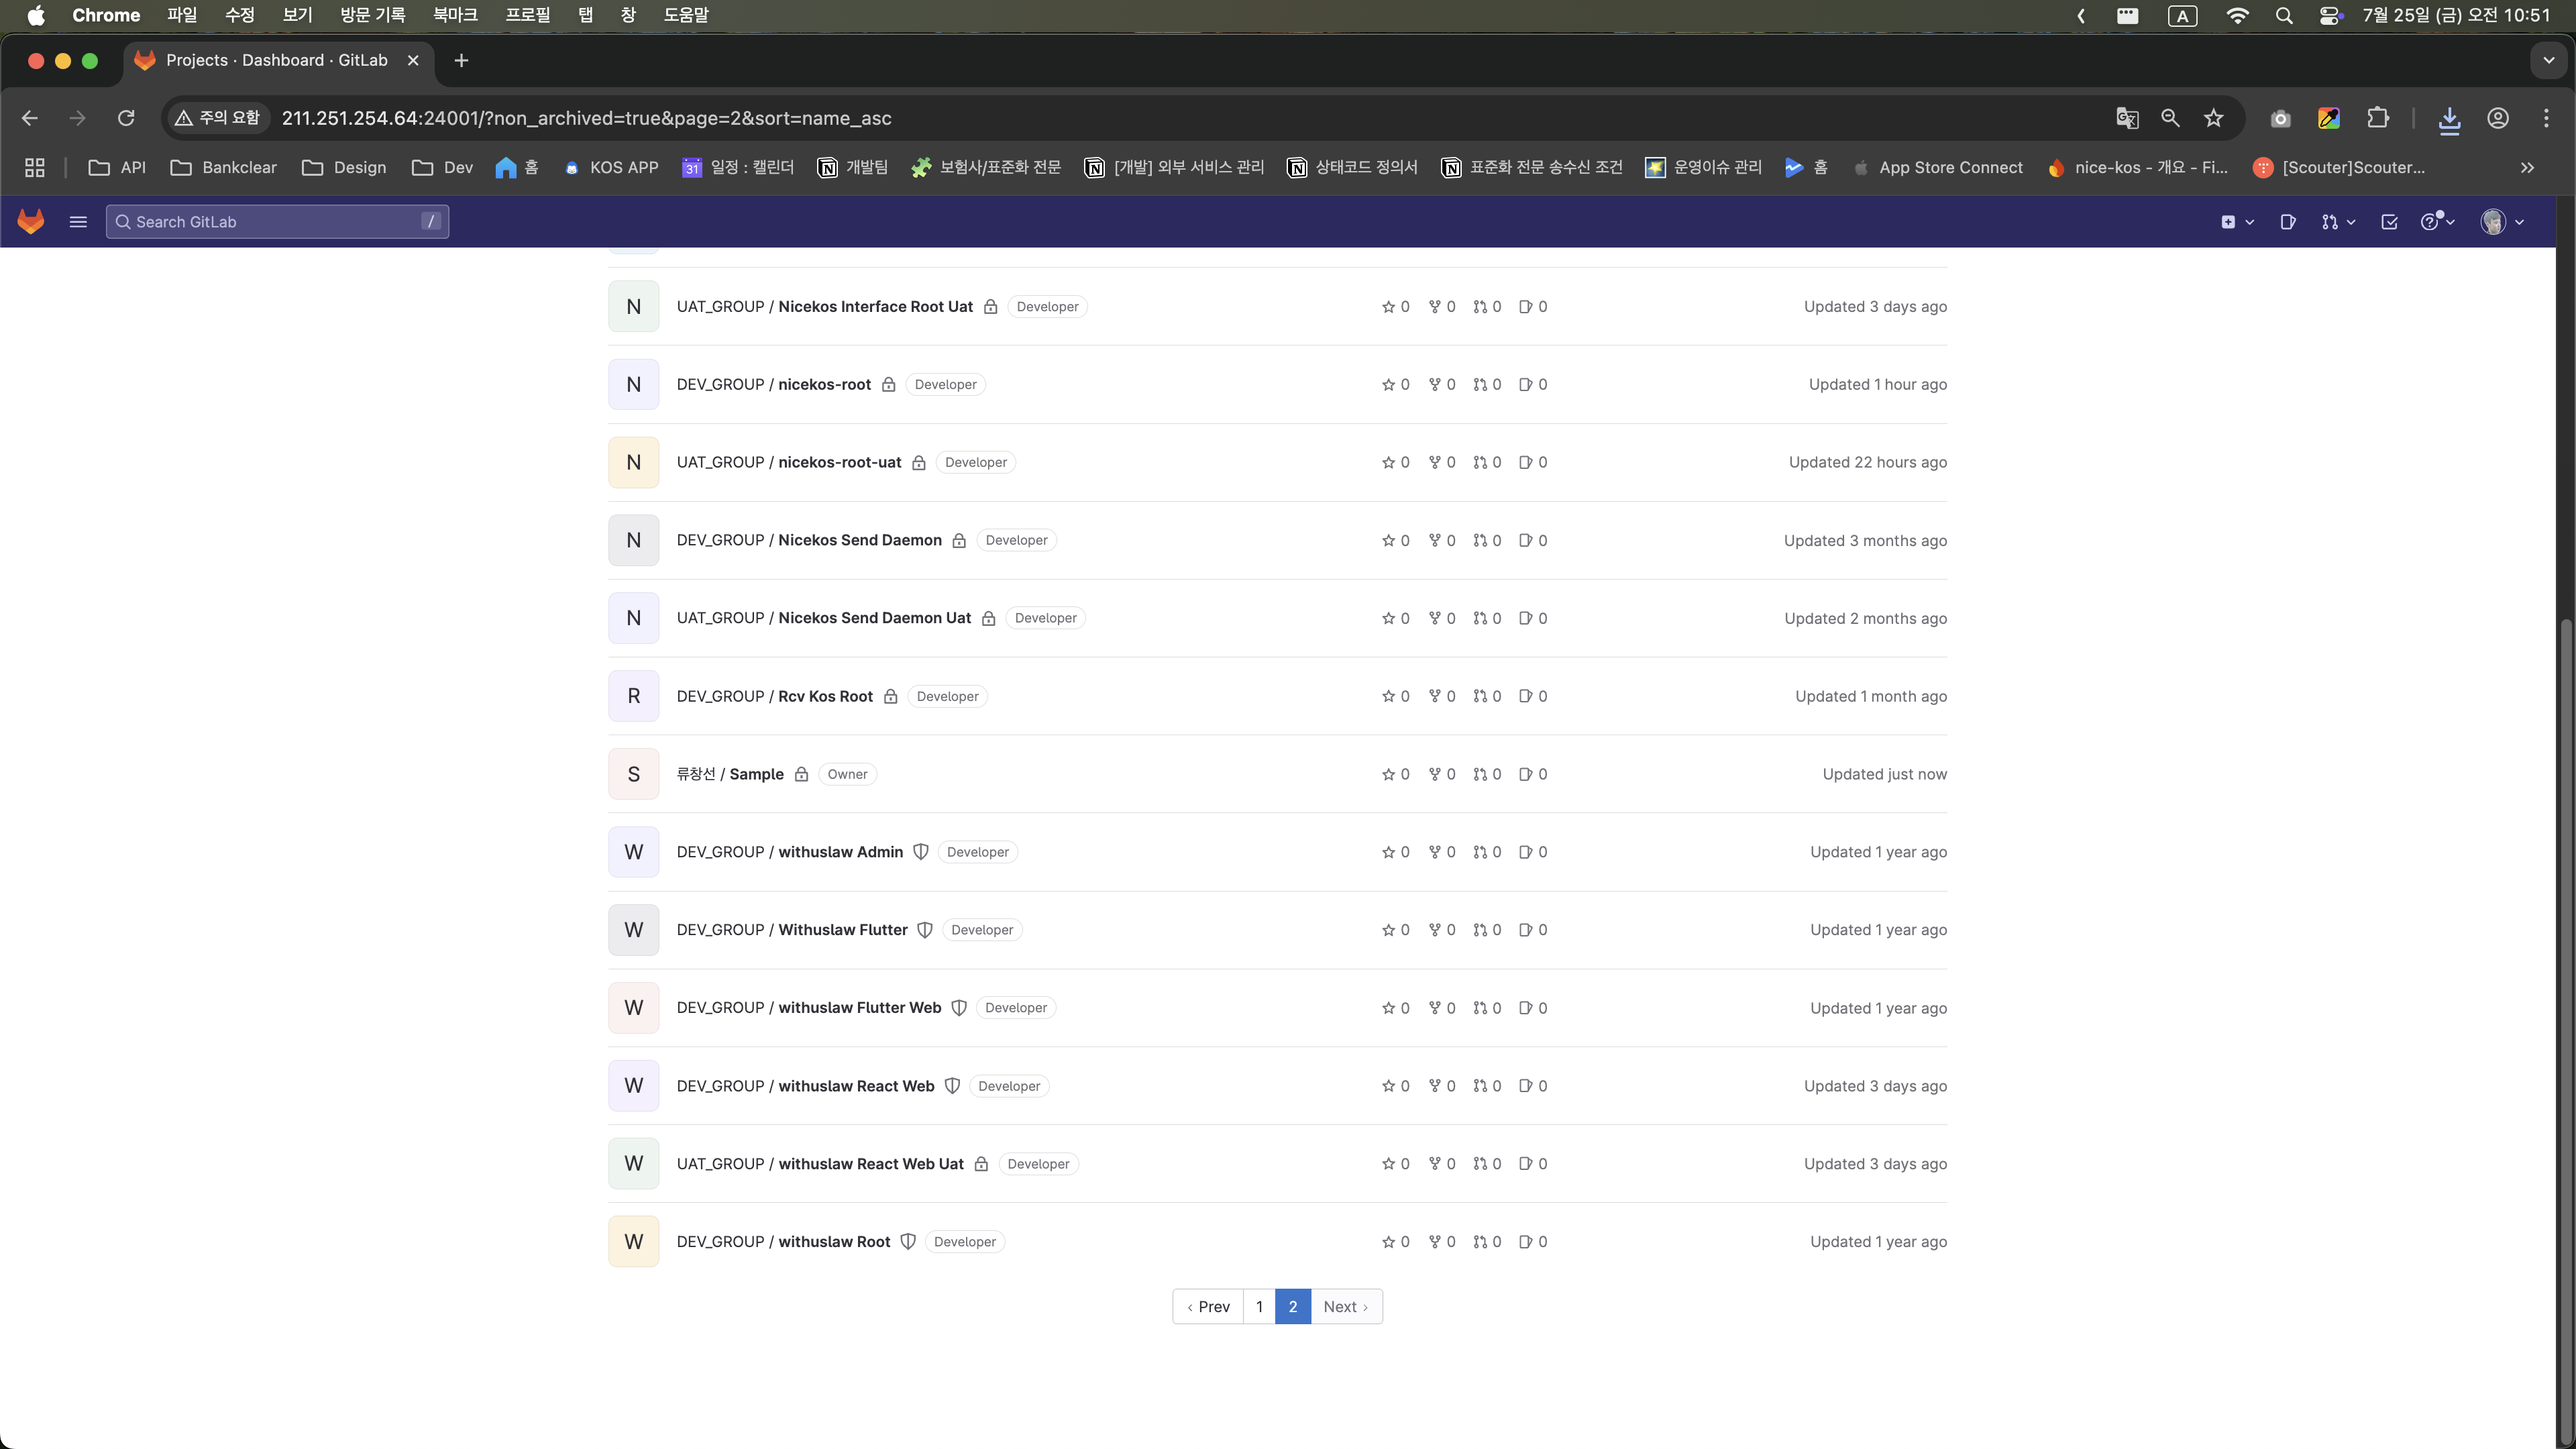 Chrome 파일 수정 보기 방문 기록 북마크 프로필 탭 창 도움말 A 7월 25일 (금) 오전 10:51
Projects · Dashboard · GitLab
주의 요함 211.251.254.64:24001/?non_archived=true&page=2&sort=name_asc
API Bankclear Design Dev 홈 KOS APP 31 일정 : 캘린더 개발팀 보험사/표준화 전문 [개발] 외부 서비스 관리 상태코드 정의서 표준화 전문 송수신 조건 운영이슈 관리 홈 App Store Connect nice-kos - 개요 - Fi... [Scouter]Scouter...
Search GitLab /
N UAT_GROUP / Nicekos Interface Root Uat Developer 0 0 0 0 Updated 3 days ago
N DEV_GROUP / nicekos-root Developer 0 0 0 0 Updated 1 hour ago
N UAT_GROUP / nicekos-root-uat Developer 0 0 0 0 Updated 22 hours ago
N DEV_GROUP / Nicekos Send Daemon Developer 0 0 0 0 Updated 3 months ago
N UAT_GROUP / Nicekos Send Daemon Uat Developer 0 0 0 0 Updated 2 months ago
R DEV_GROUP / Rcv Kos Root Developer 0 0 0 0 Updated 1 month ago
S 류창선 / Sample Owner 0 0 0 0 Updated just now
W DEV_GROUP / withuslaw Admin Developer 0 0 0 0 Updated 1 year ago
W DEV_GROUP / Withuslaw Flutter Developer 0 0 0 0 Updated 1 year ago
W DEV_GROUP / withuslaw Flutter Web Developer 0 0 0 0 Updated 1 year ago
W DEV_GROUP / withuslaw React Web Developer 0 0 0 0 Updated 3 days ago
W UAT_GROUP / withuslaw React Web Uat Developer 0 0 0 0 Updated 3 days ago
W DEV_GROUP / withuslaw Root Developer 0 0 0 0 Updated 1 year ago
‹ Prev 1 2 Next ›